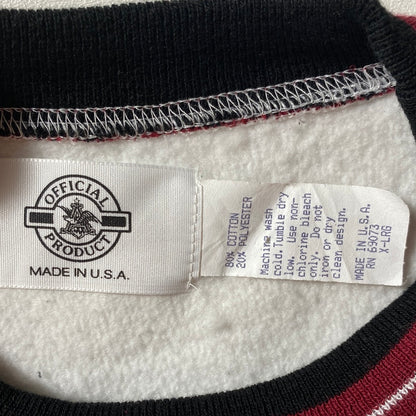 OFFICIAL
PRODUCT
MADE IN U.S.A.
80% COTTON
20% POLYESTER
Machine wash
cold. Tumble dry
low. Use non-
chlorine bleach
only. Do not
iron or dry
clean design.
MADE IN U.S.A.
RN 69073
X-LRG